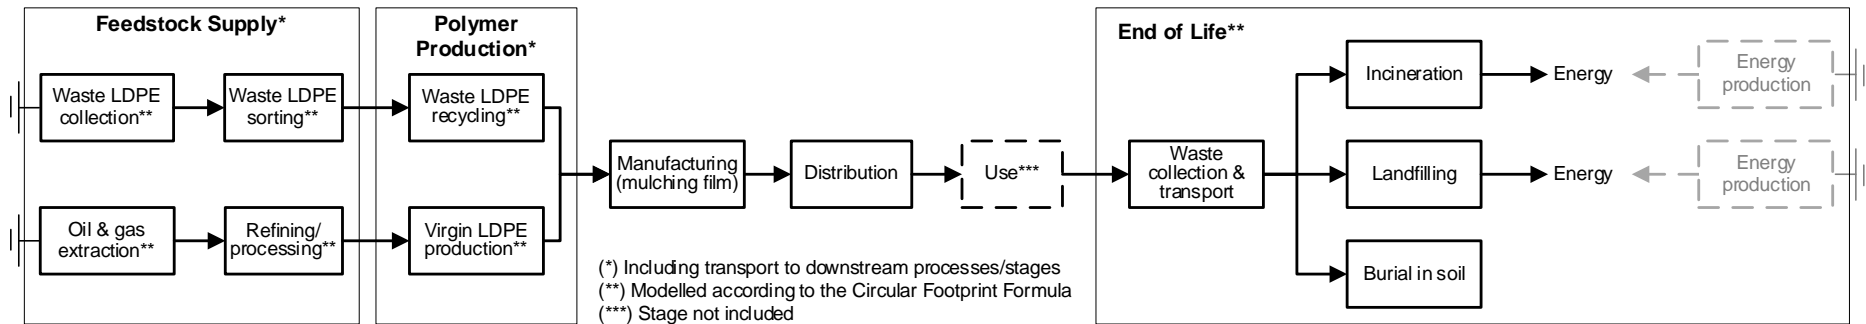 Feedstock Supply*
Waste LDPE
collection**
Waste LDPE
sorting**
Oil & gas
extraction**
Refining/
processing**
Polymer
Production*
Waste LDPE
recycling**
Virgin LDPE
production**
Manufacturing
(mulching film)
Distribution
Use***
(*) Including transport to downstream processes/stages
(**) Modelled according to the Circular Footprint Formula
(***) Stage not included
End of Life**
Waste
collection &
transport
Incineration
Energy
Energy
production
Landfilling
Energy
Energy
production
Burial in soil